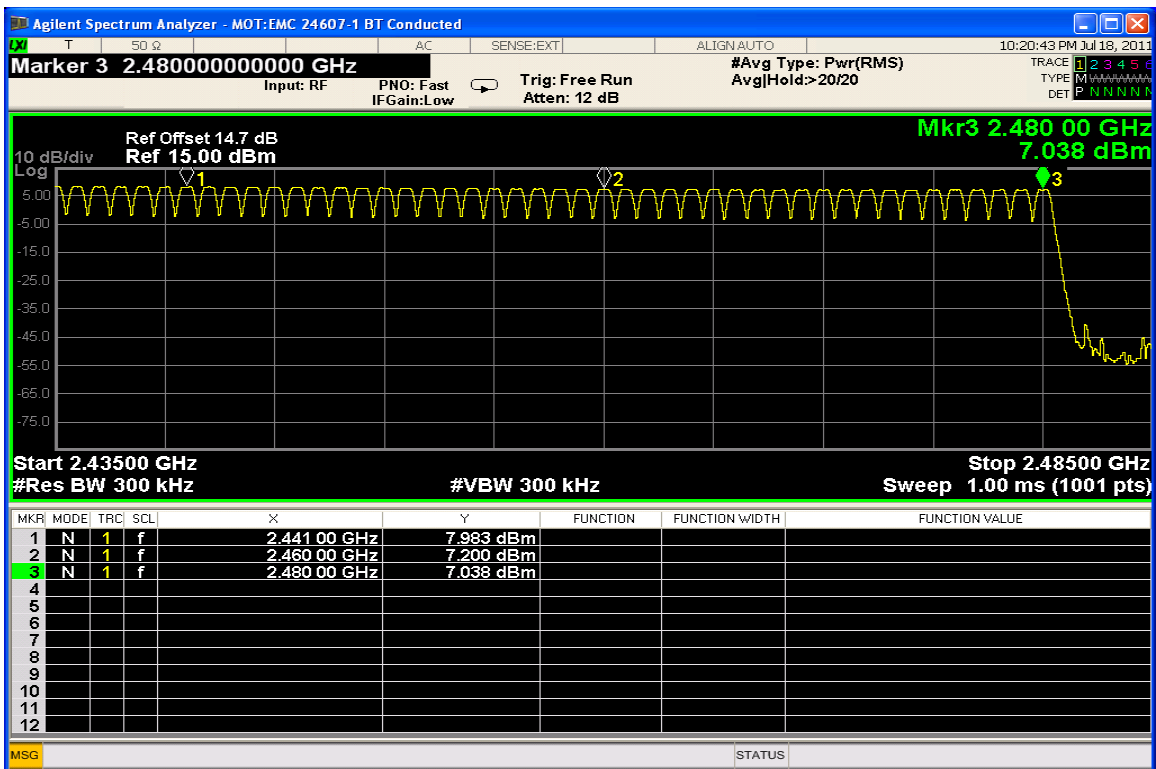 Agilent Spectrum Analyzer - MOT:EMC 24607-1 BT Conducted
LXI T 50 Ω AC SENSE:EXT ALIGN AUTO 10:20:43 PM Jul 18, 2011
Marker 3 2.480000000000 GHz
Input: RF PNO: Fast IFGain:Low
Trig: Free Run
Atten: 12 dB
#Avg Type: Pwr(RMS)
Avg|Hold:>20/20
TRACE 1 2 3 4 5 6
TYPE M
DET P N N N N N
Mkr3 2.480 00 GHz
7.038 dBm
Ref Offset 14.7 dB
10 dB/div Ref 15.00 dBm
Log
1
2
3
5.00
-5.00
-15.0
-25.0
-35.0
-45.0
-55.0
-65.0
-75.0
Start 2.43500 GHz Stop 2.48500 GHz
#Res BW 300 kHz #VBW 300 kHz Sweep 1.00 ms (1001 pts)
MKR MODE TRC SCL X Y FUNCTION FUNCTION WIDTH FUNCTION VALUE
1 N 1 f 2.441 00 GHz 7.983 dBm
2 N 1 f 2.460 00 GHz 7.200 dBm
3 N 1 f 2.480 00 GHz 7.038 dBm
4
5
6
7
8
9
10
11
12
MSG STATUS